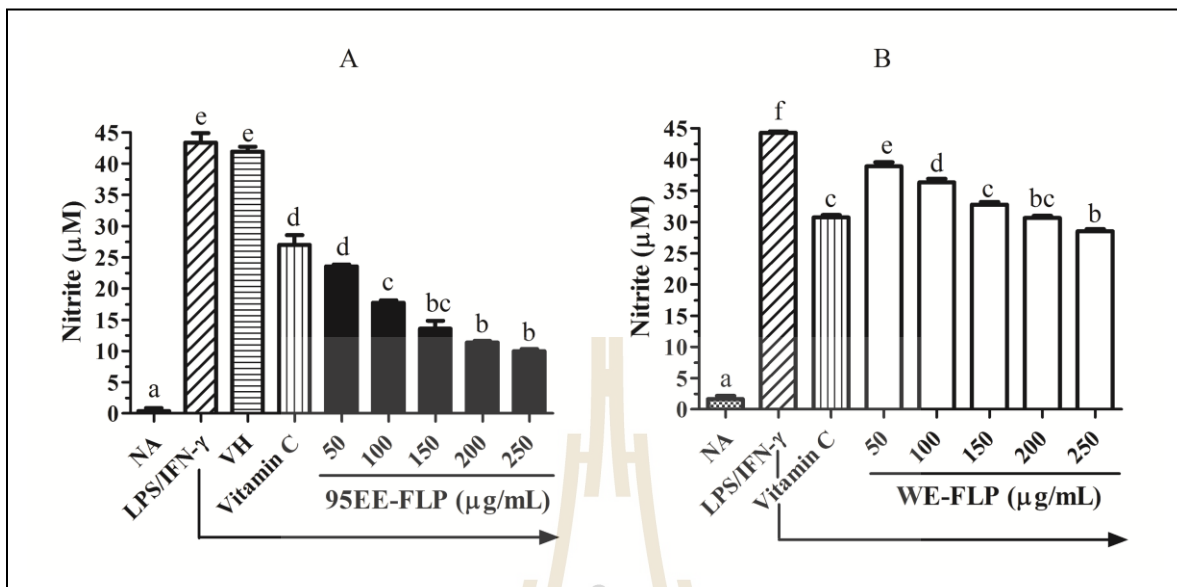 A
e
e
d
d
c
bc
b
b
a
45
40
35
30
25
20
15
10
5
0
Nitrite (μM)
NA
LPS/IFN-γ
VH
Vitamin C
50
100
150
200
250
95EE-FLP (μg/mL)
B
f
e
d
c
c
bc
b
a
45
40
35
30
25
20
15
10
5
0
Nitrite (μM)
NA
LPS/IFN-γ
Vitamin C
50
100
150
200
250
WE-FLP (μg/mL)